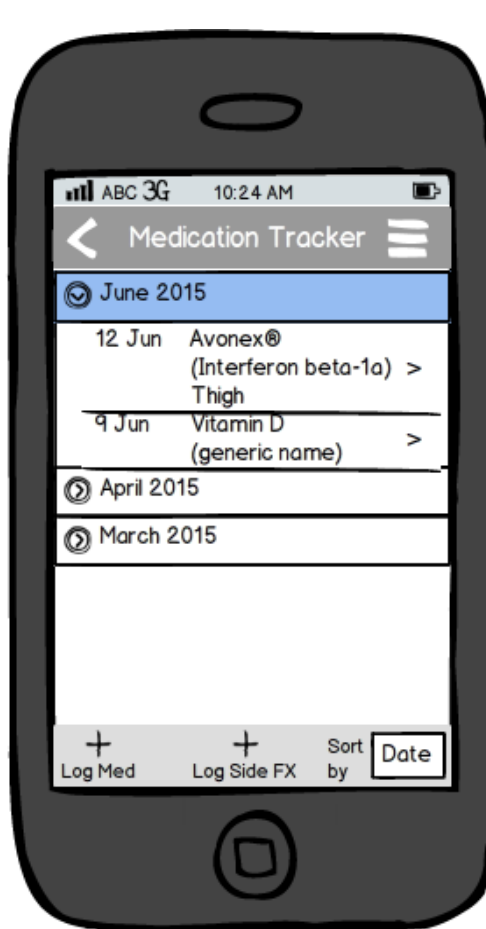 ABC 3G 10:24 AM
Medication Tracker
June 2015
12 Jun Avonex®
(Interferon beta-1a) >
Thigh
9 Jun Vitamin D
(generic name) >
April 2015
March 2015
+ + Sort
Log Med Log Side FX by Date